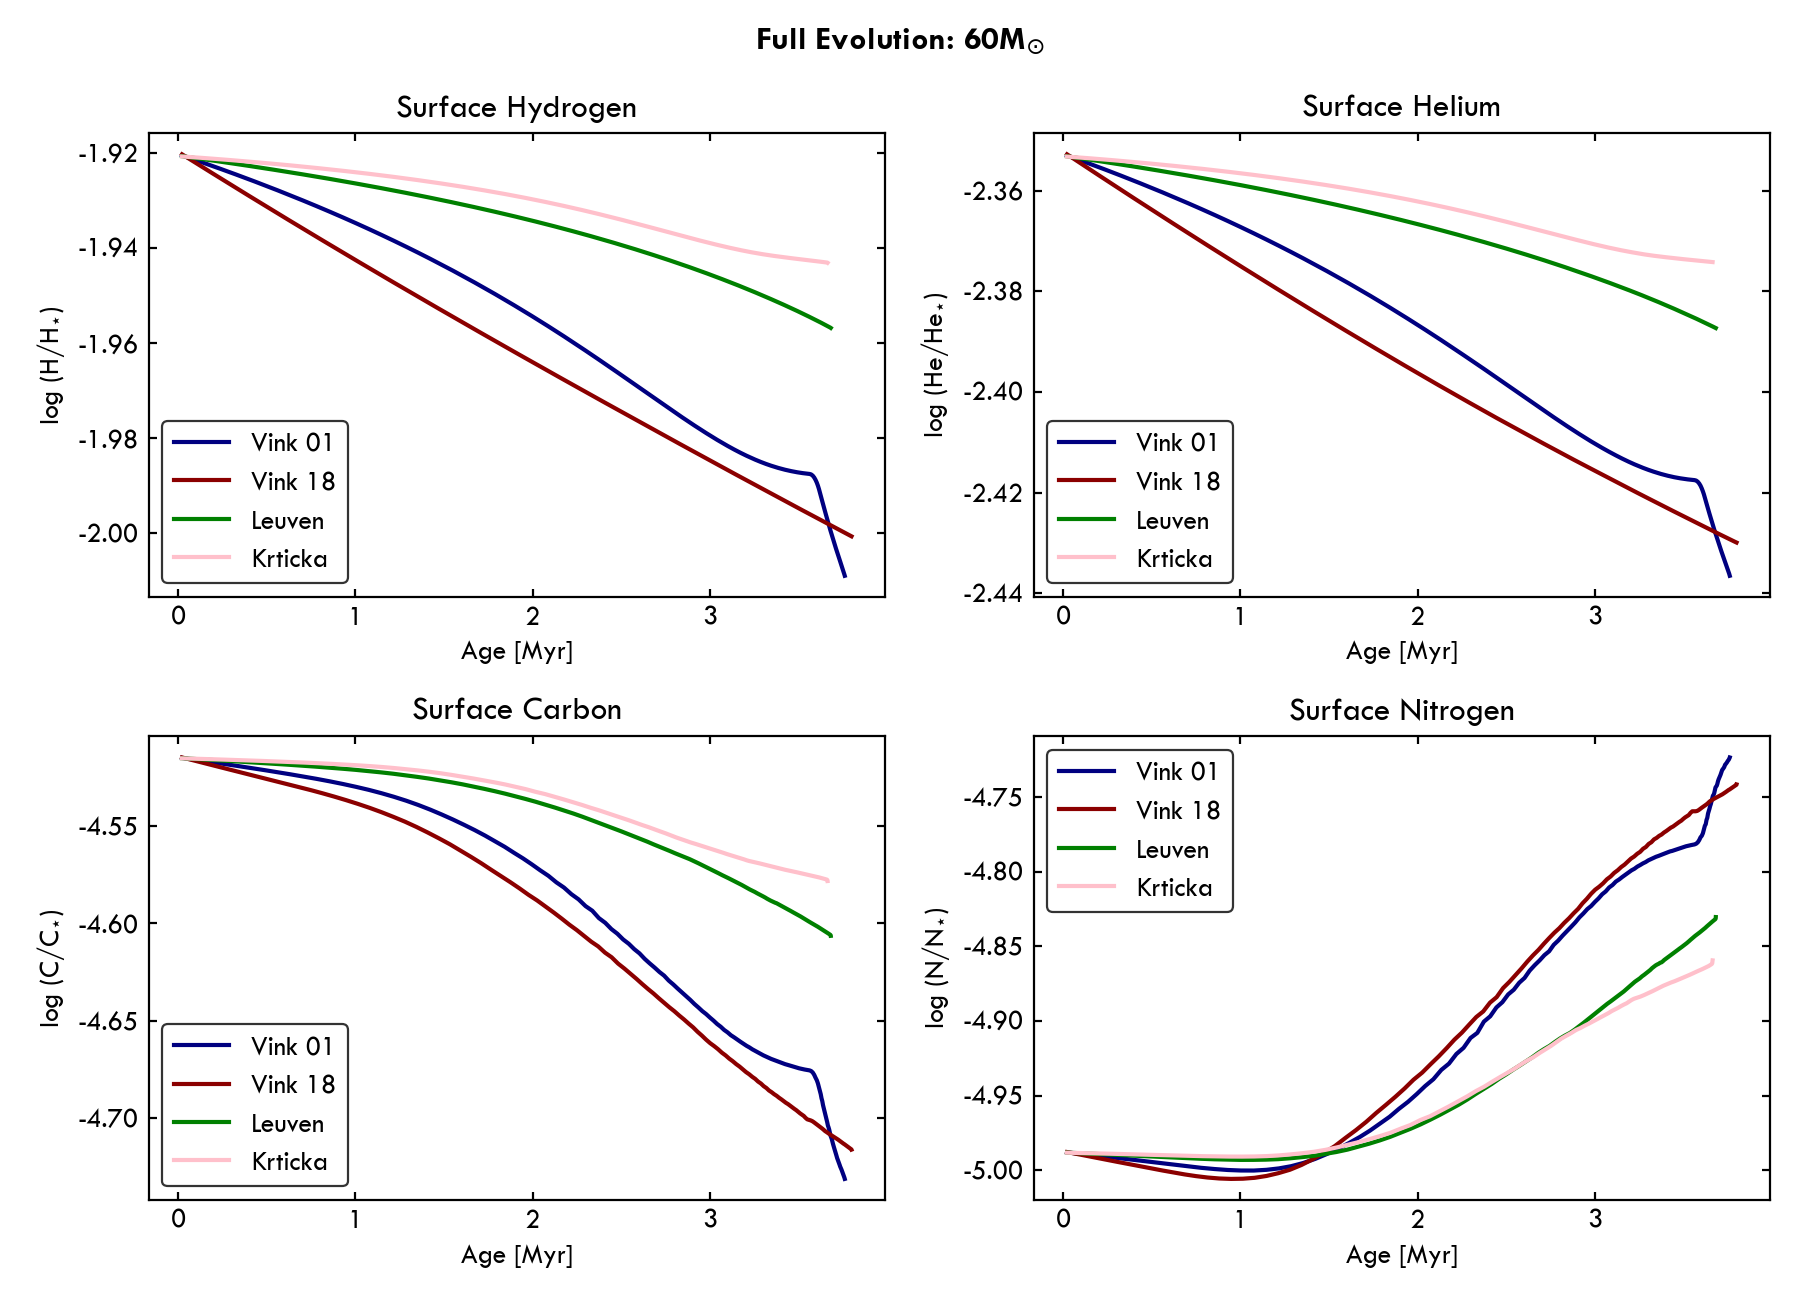 Full Evolution: 60M☉
Surface Hydrogen
-1.92
-1.94
-1.96
-1.98
-2.00
log (H/H⋆)
Vink 01
Vink 18
Leuven
Krticka
0 1 2 3
Age [Myr]
Surface Helium
-2.36
-2.38
-2.40
-2.42
-2.44
log (He/He⋆)
Vink 01
Vink 18
Leuven
Krticka
0 1 2 3
Age [Myr]
Surface Carbon
-4.55
-4.60
-4.65
-4.70
log (C/C⋆)
Vink 01
Vink 18
Leuven
Krticka
0 1 2 3
Age [Myr]
Surface Nitrogen
-4.75
-4.80
-4.85
-4.90
-4.95
-5.00
log (N/N⋆)
Vink 01
Vink 18
Leuven
Krticka
0 1 2 3
Age [Myr]